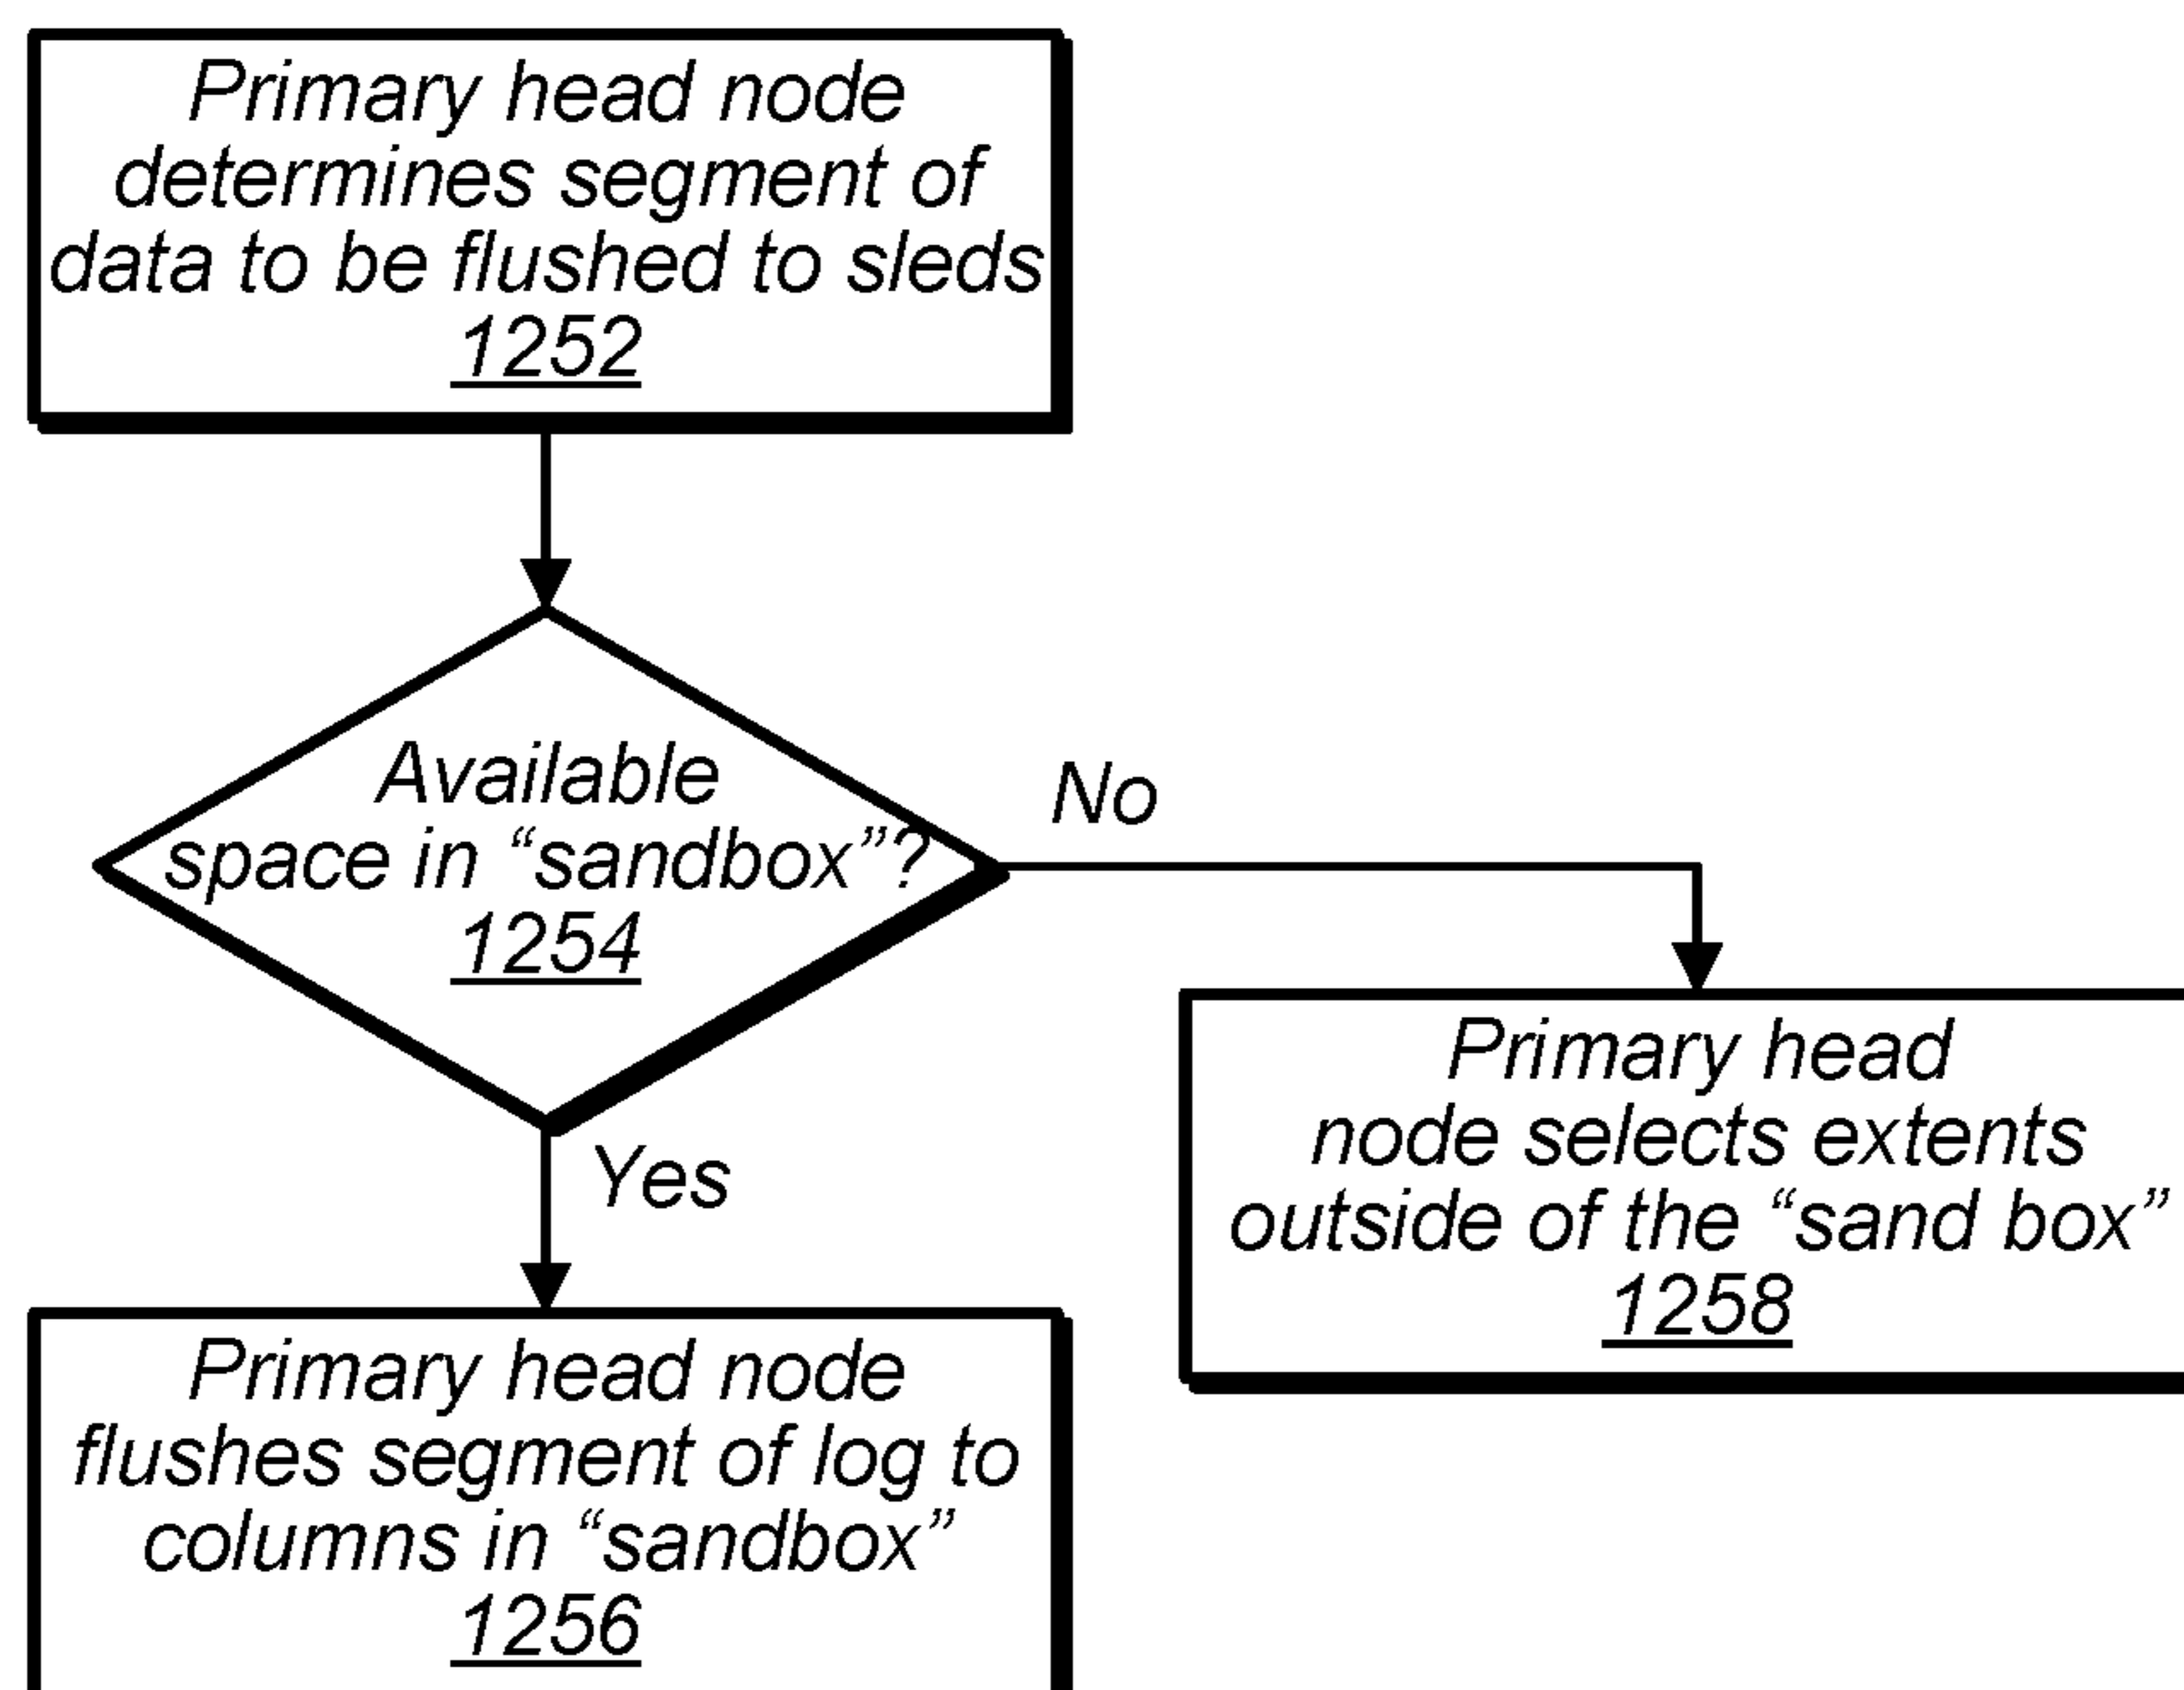 Primary head node
determines segment of
data to be flushed to sleds
1252
Available
space in “sandbox”?
1254
No
Yes
Primary head
node selects extents
outside of the “sand box”
1258
Primary head node
flushes segment of log to
columns in “sandbox”
1256